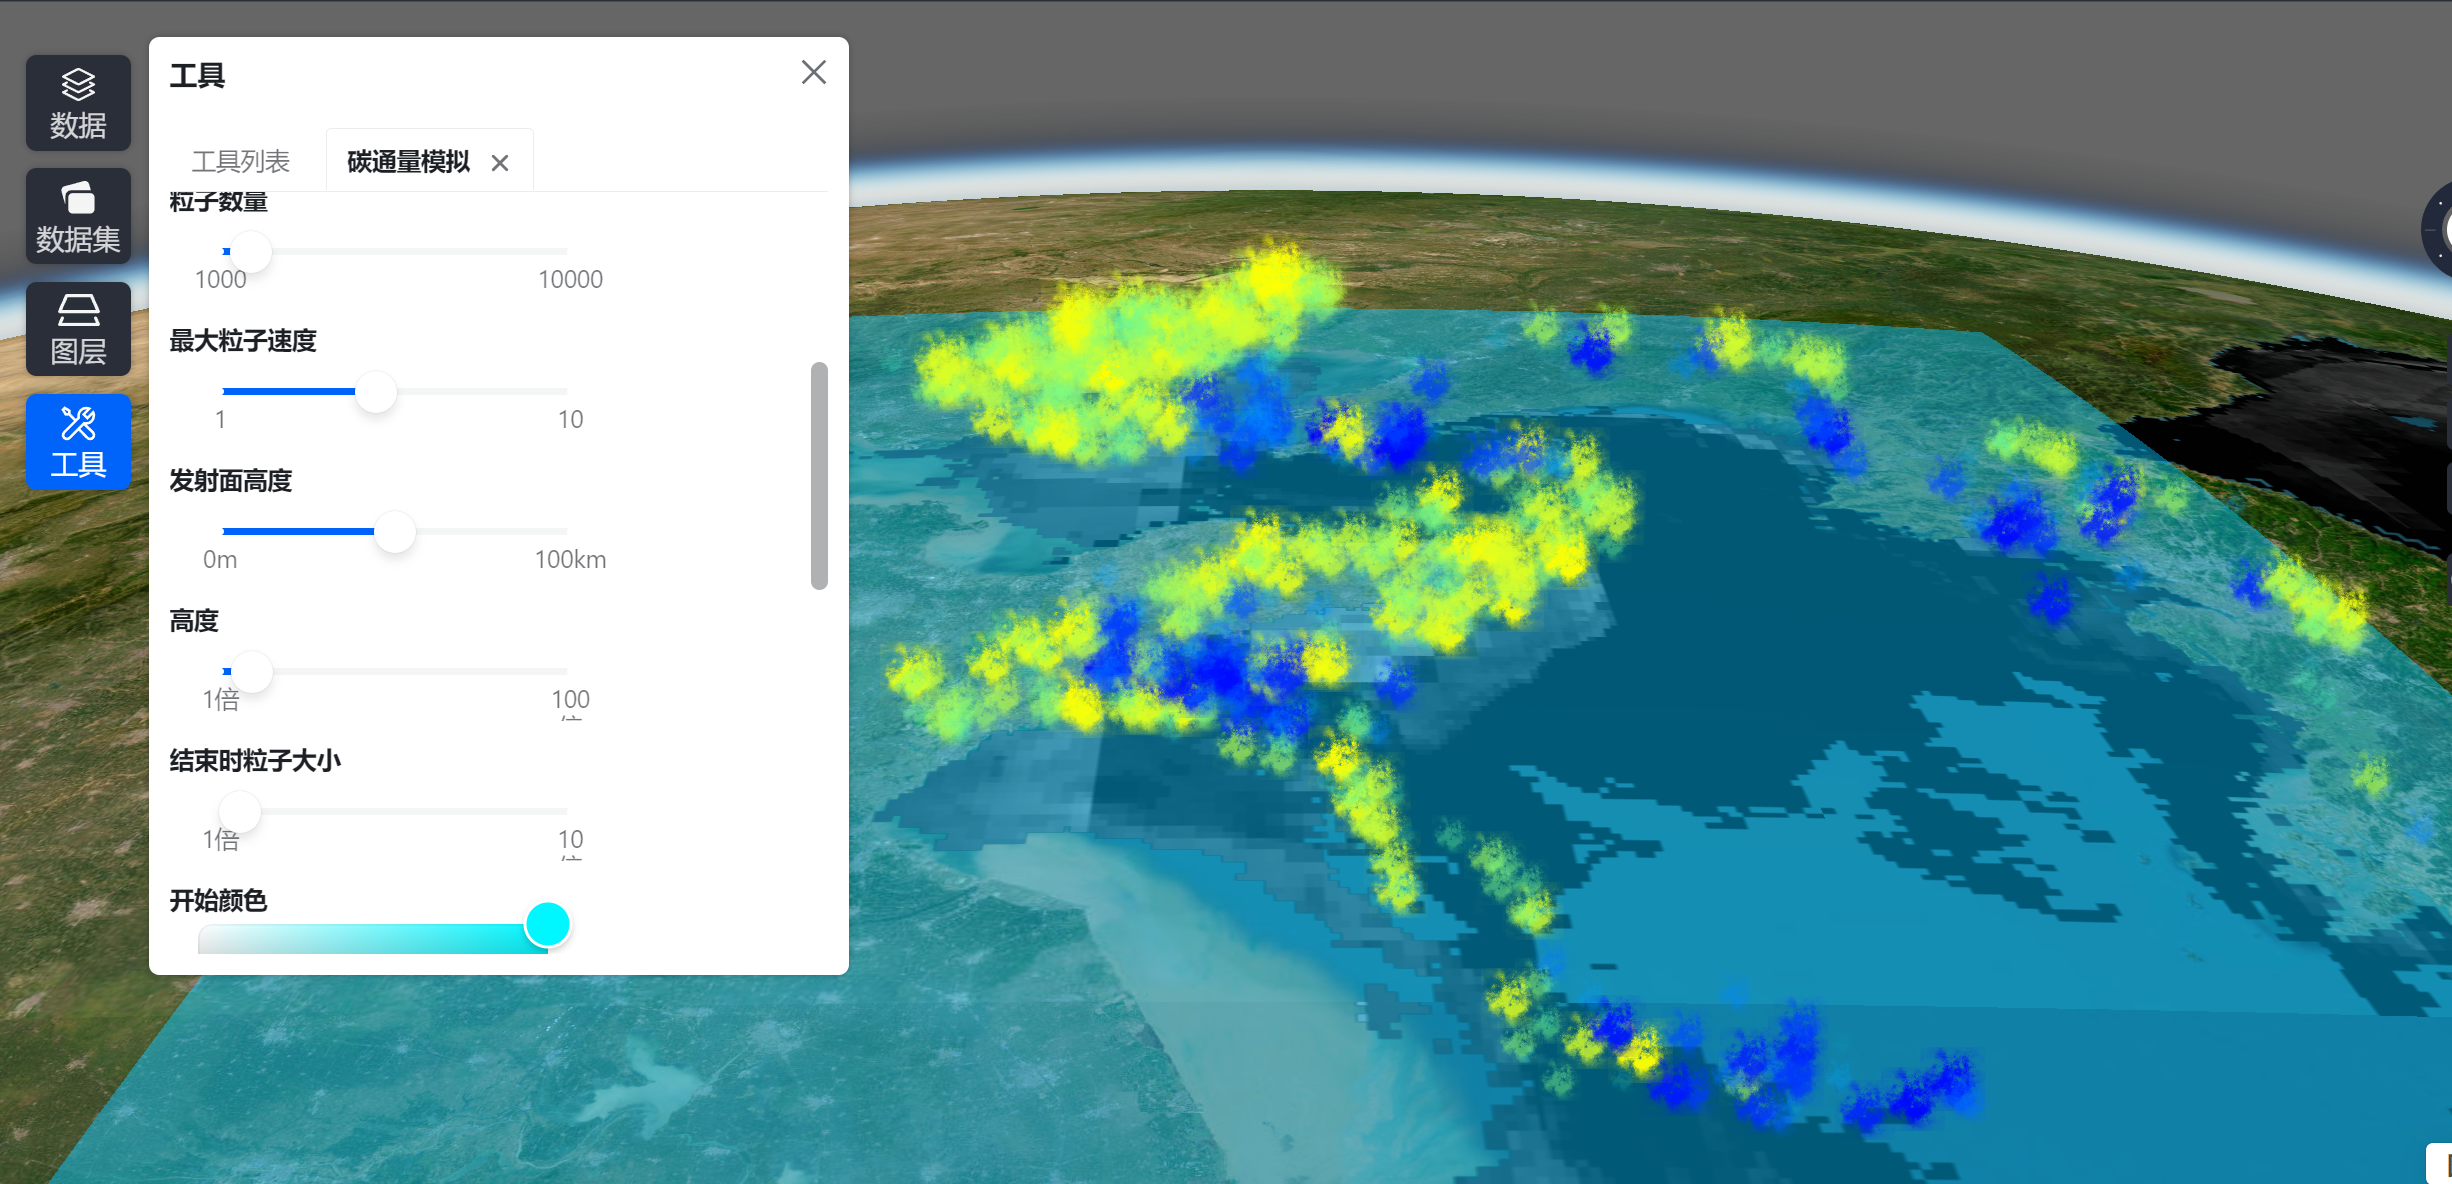 数据
数据集
图层
工具
工具
工具列表
碳通量模拟
粒子数量
1000
10000
最大粒子速度
1
10
发射面高度
0m
100km
高度
1倍
100
结束时粒子大小
1倍
10
开始颜色